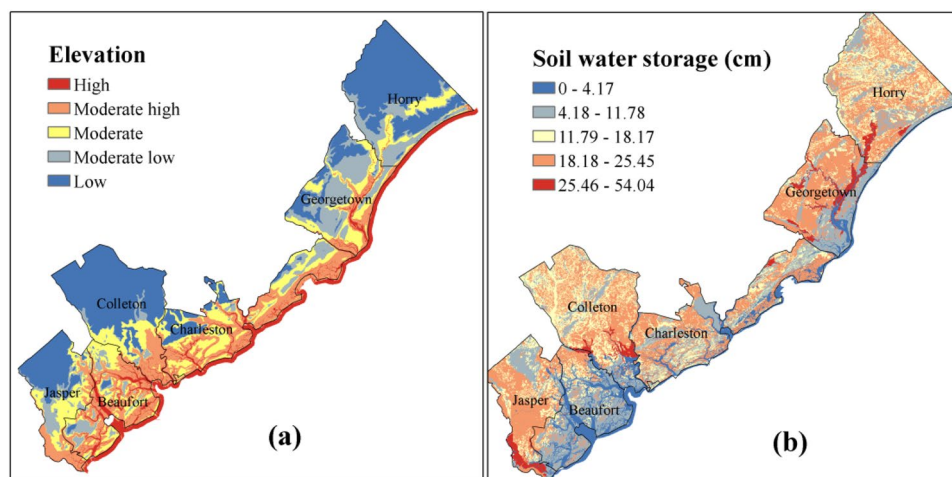 Elevation
High
Moderate high
Moderate
Moderate low
Low
Horry
Georgetown
Colleton
Charleston
Jasper
Beaufort
(a)
Soil water storage (cm)
0 - 4.17
4.18 - 11.78
11.79 - 18.17
18.18 - 25.45
25.46 - 54.04
Horry
Georgetown
Colleton
Charleston
Jasper
Beaufort
(b)